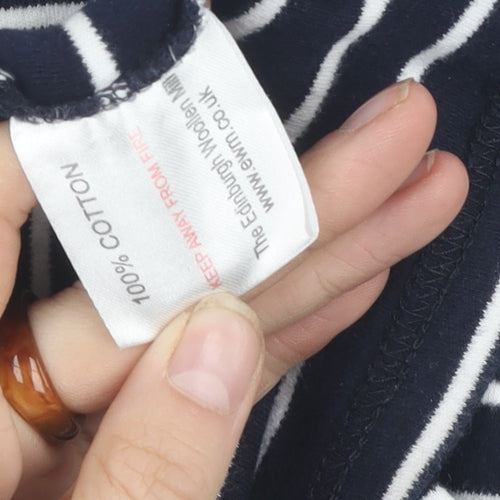 100% COTTON
KEEP AWAY FROM FIRE
The Edinburgh Woollen Mill
www.ewm.co.uk